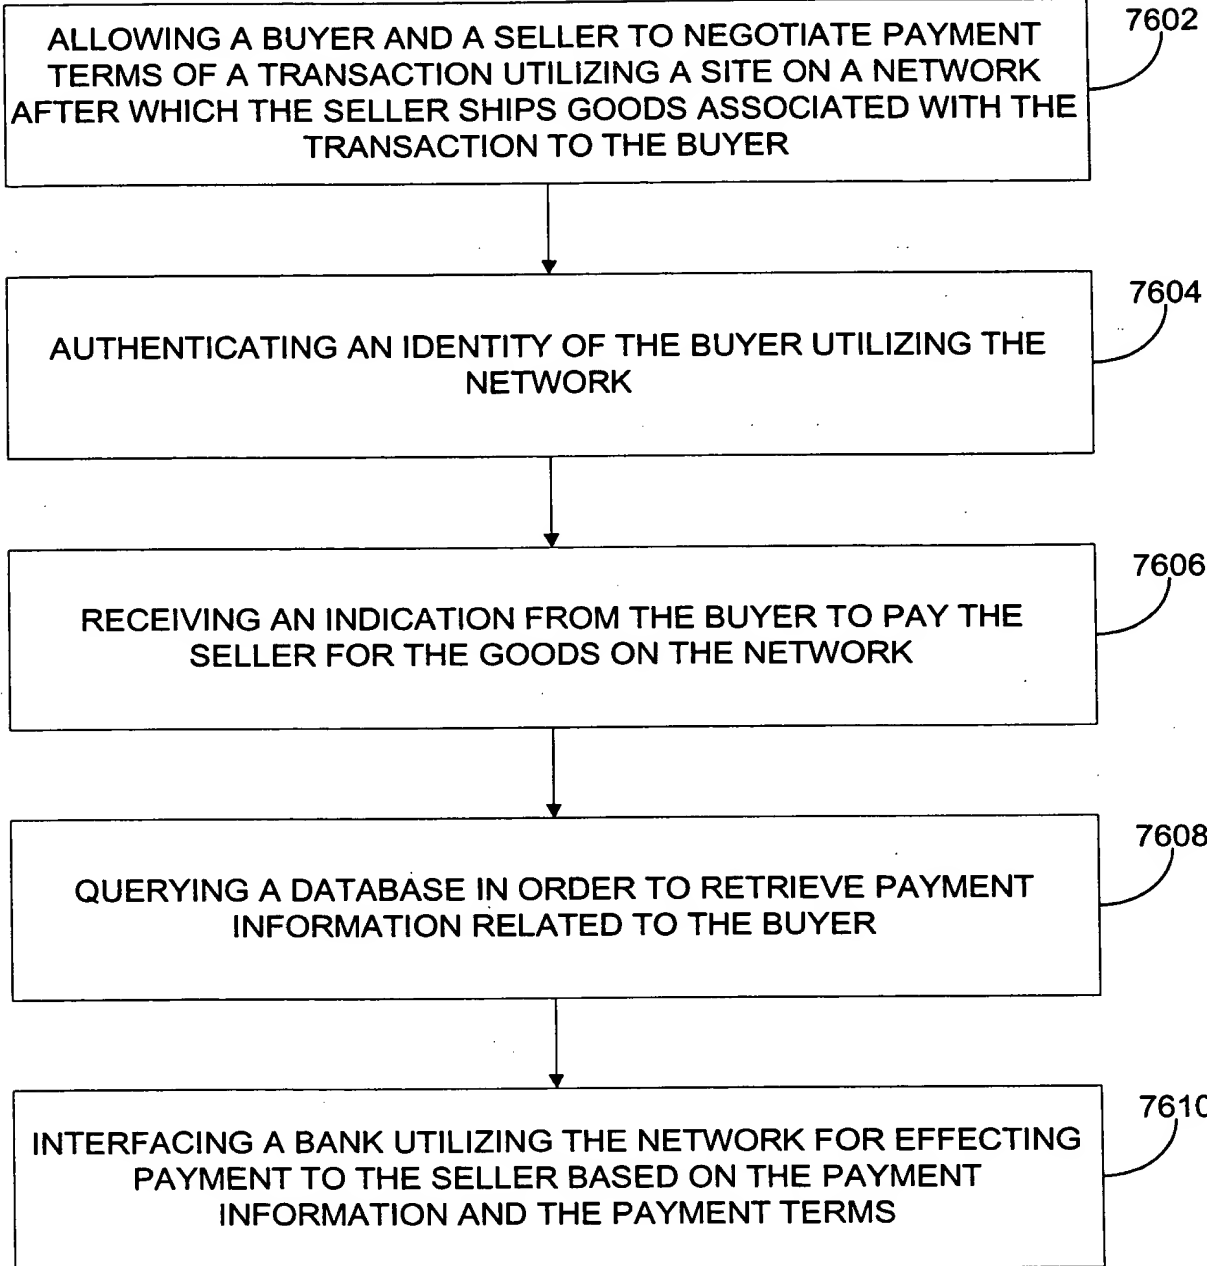 7602
ALLOWING A BUYER AND A SELLER TO NEGOTIATE PAYMENT
TERMS OF A TRANSACTION UTILIZING A SITE ON A NETWORK
AFTER WHICH THE SELLER SHIPS GOODS ASSOCIATED WITH THE
TRANSACTION TO THE BUYER
7604
AUTHENTICATING AN IDENTITY OF THE BUYER UTILIZING THE
NETWORK
7606
RECEIVING AN INDICATION FROM THE BUYER TO PAY THE
SELLER FOR THE GOODS ON THE NETWORK
7608
QUERYING A DATABASE IN ORDER TO RETRIEVE PAYMENT
INFORMATION RELATED TO THE BUYER
7610
INTERFACING A BANK UTILIZING THE NETWORK FOR EFFECTING
PAYMENT TO THE SELLER BASED ON THE PAYMENT
INFORMATION AND THE PAYMENT TERMS